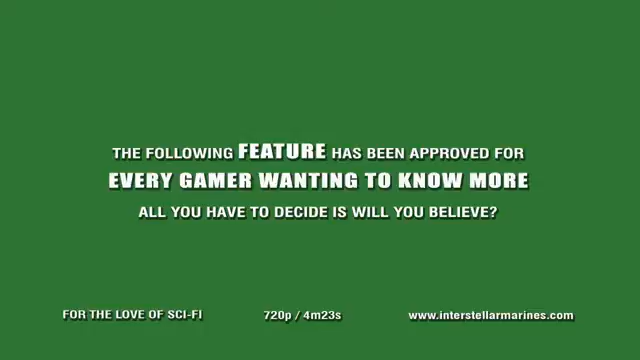 THE FOLLOWING FEATURE HAS BEEN APPROVED FOR
EVERY GAMER WANTING TO KNOW MORE
ALL YOU HAVE TO DECIDE IS WILL YOU BELIEVE?
FOR THE LOVE OF SCI-FI 720p / 4m23s www.interstellarmarines.com